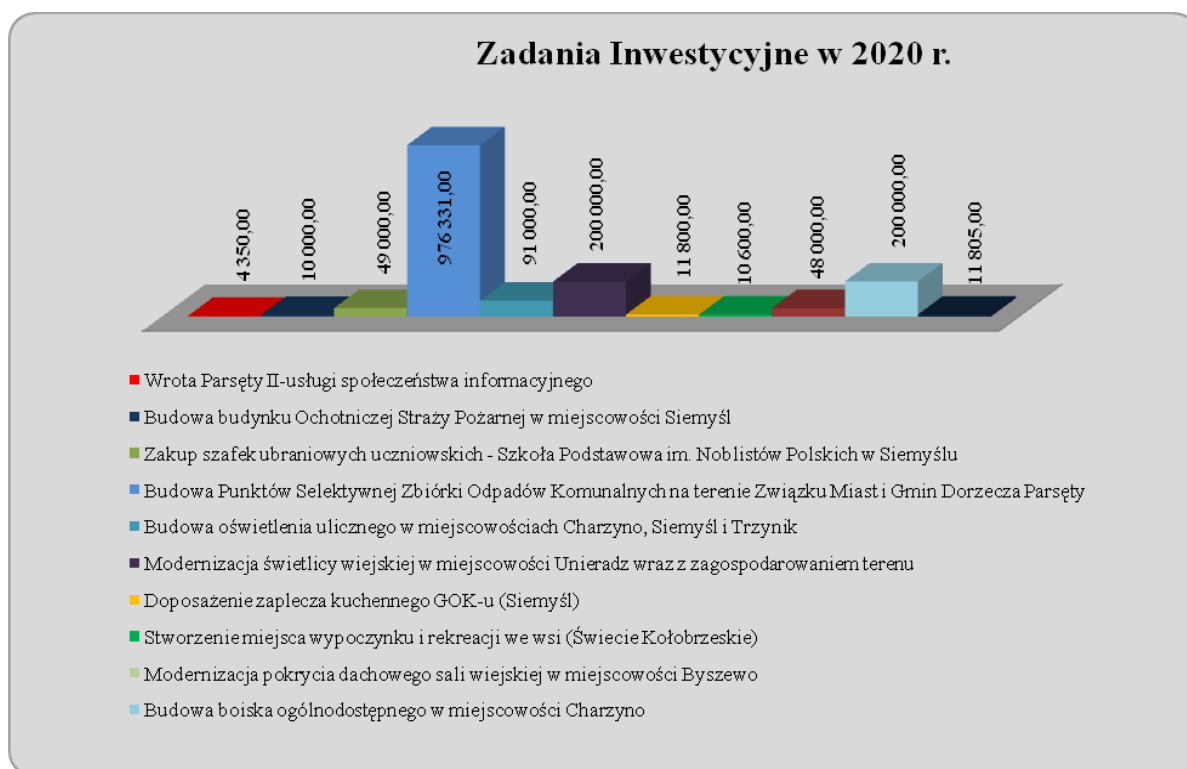 Zadania Inwestycyjne w 2020 r.
4 350,00
10 000,00
49 000,00
976 331,00
91 000,00
200 000,00
11 800,00
10 600,00
48 000,00
200 000,00
11 805,00
Wrota Parsęty II-usługi społeczeństwa informacyjnego
Budowa budynku Ochotniczej Straży Pożarnej w miejscowości Siemyśl
Zakup szafek ubraniowych uczniowskich - Szkoła Podstawowa im. Noblistów Polskich w Siemyślu
Budowa Punktów Selektywnej Zbiórki Odpadów Komunalnych na terenie Związku Miast i Gmin Dorzecza Parsęty
Budowa oświetlenia ulicznego w miejscowościach Charzyno, Siemyśl i Trzynik
Modernizacja świetlicy wiejskiej w miejscowości Unieradz wraz z zagospodarowaniem terenu
Doposażenie zaplecza kuchennego GOK-u (Siemyśl)
Stworzenie miejsca wypoczynku i rekreacji we wsi (Świecie Kołobrzeskie)
Modernizacja pokrycia dachowego sali wiejskiej w miejscowości Byszewo
Budowa boiska ogólnodostępnego w miejscowości Charzyno